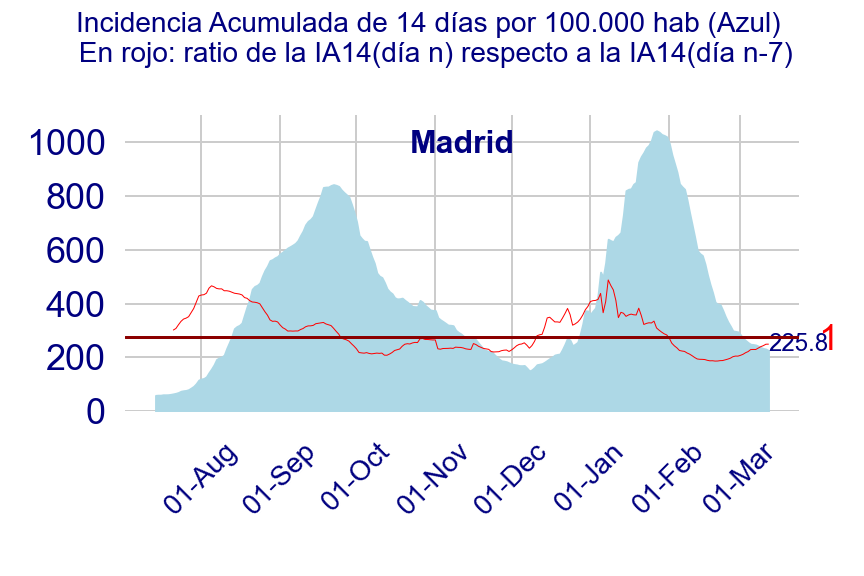 Incidencia Acumulada de 14 días por 100.000 hab (Azul)
En rojo: ratio de la IA14(día n) respecto a la IA14(día n-7)
Madrid
1000
800
600
400
200
0
1
225.8
01-Aug
01-Sep
01-Oct
01-Nov
01-Dec
01-Jan
01-Feb
01-Mar